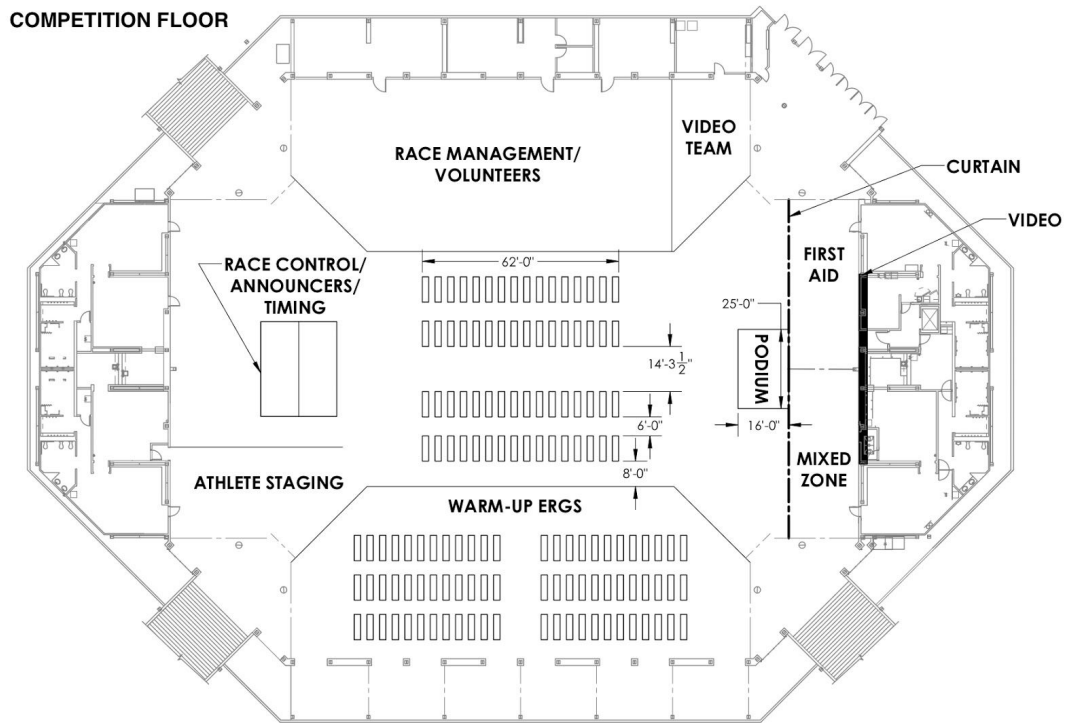 COMPETITION FLOOR
RACE MANAGEMENT/
VOLUNTEERS
VIDEO
TEAM
CURTAIN
VIDEO
FIRST
AID
RACE CONTROL/
ANNOUNCERS/
TIMING
62'-0"
25'-0"
14'-3 1/2"
PODIUM
6'-0"
16'-0"
8'-0"
MIXED
ZONE
ATHLETE STAGING
WARM-UP ERGS